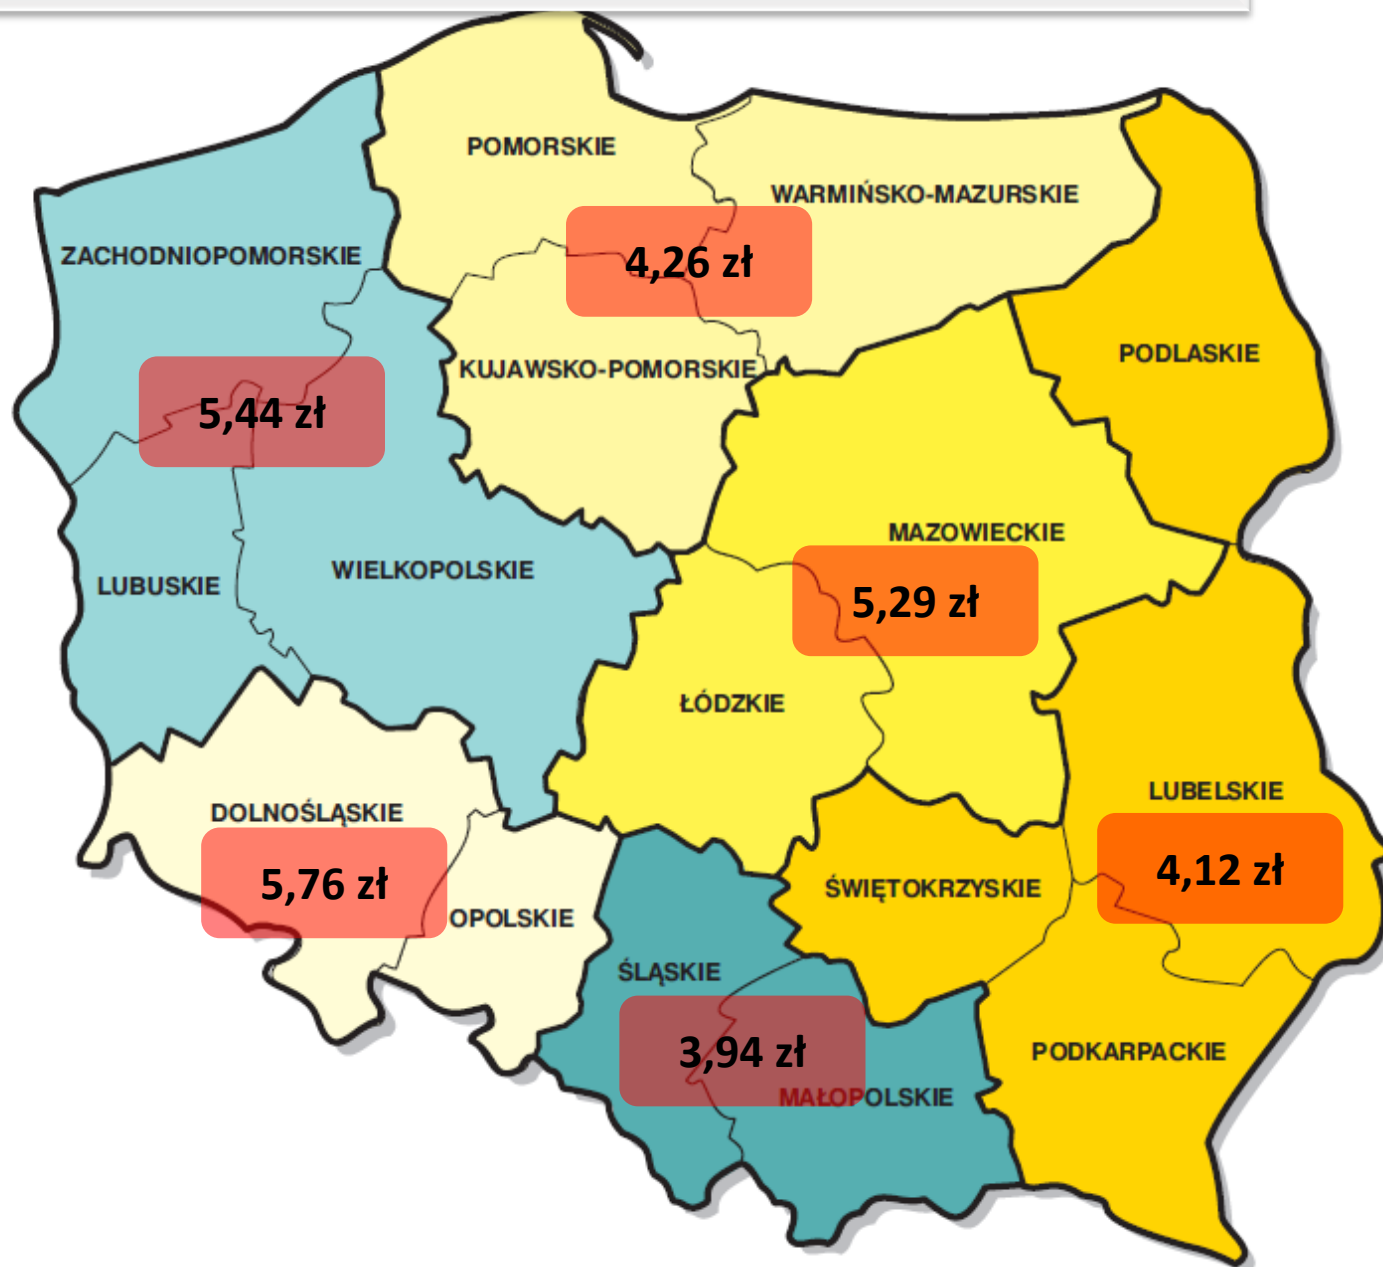 POMORSKIE
WARMIŃSKO-MAZURSKIE
ZACHODNIOPOMORSKIE
4,26 zł
PODLASKIE
KUJAWSKO-POMORSKIE
5,44 zł
MAZOWIECKIE
WIELKOPOLSKIE
LUBUSKIE
5,29 zł
ŁÓDZKIE
LUBELSKIE
DOLNOŚLĄSKIE
4,12 zł
5,76 zł
ŚWIĘTOKRZYSKIE
OPOLSKIE
ŚLĄSKIE
3,94 zł
PODKARPACKIE
MAŁOPOLSKIE